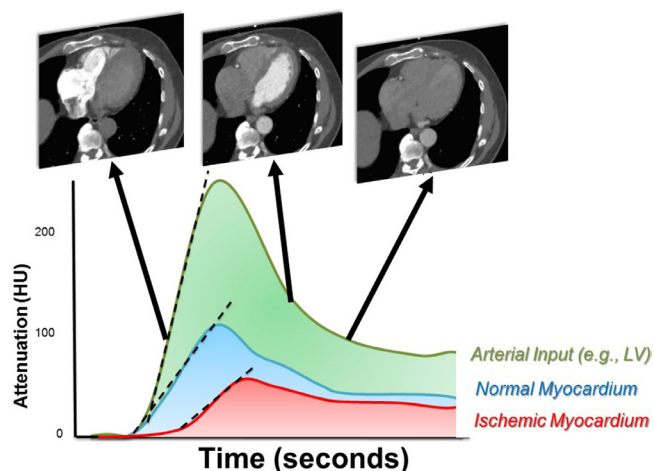 200
100
0
Attenuation (HU)
Time (seconds)
Arterial Input (e.g., LV)
Normal Myocardium
Ischemic Myocardium